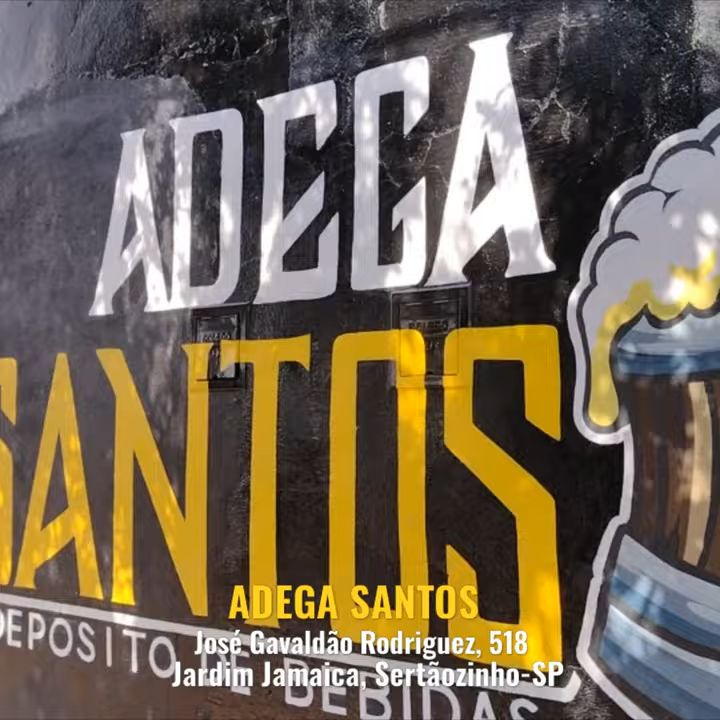 ADEGA
SANTOS
DEPOSITO DE BEBIDAS
ADEGA SANTOS
José Gavaldão Rodriguez, 518
Jardim Jamaica, Sertãozinho-SP